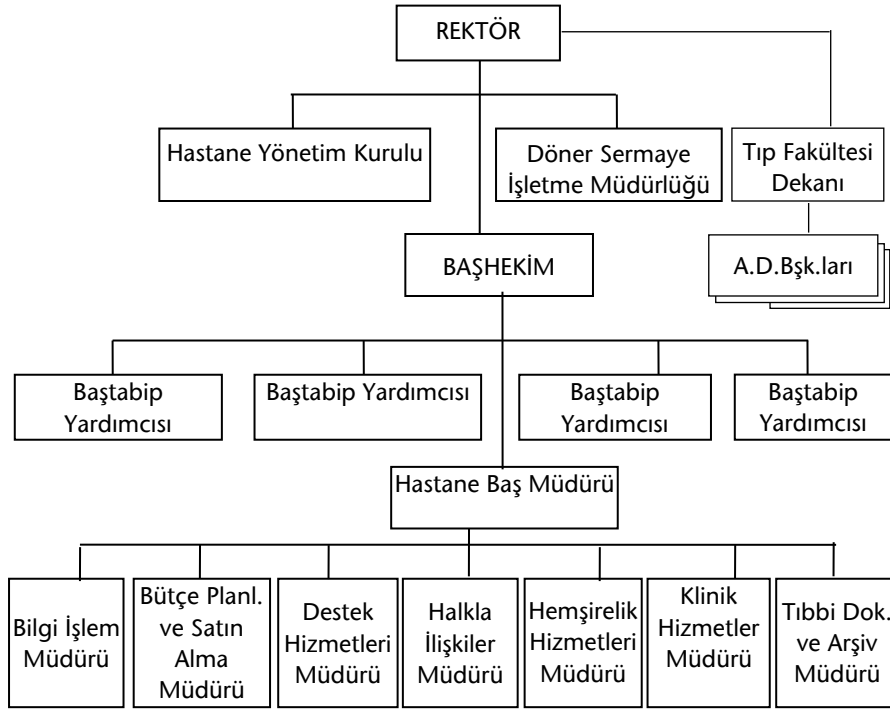 REKTÖR
Hastane Yönetim Kurulu
Döner Sermaye
İşletme Müdürlüğü
Tıp Fakültesi
Dekanı
BAŞHEKİM
A.D.Bşk.ları
Baştabip
Yardımcısı
Baştabip Yardımcısı
Baştabip
Yardımcısı
Baştabip
Yardımcısı
Hastane Baş Müdürü
Bilgi İşlem
Müdürü
Bütçe Planl.
ve Satın
Alma
Müdürü
Destek
Hizmetleri
Müdürü
Halkla
İlişkiler
Müdürü
Hemşirelik
Hizmetleri
Müdürü
Klinik
Hizmetler
Müdürü
Tıbbi Dok.
ve Arşiv
Müdürü